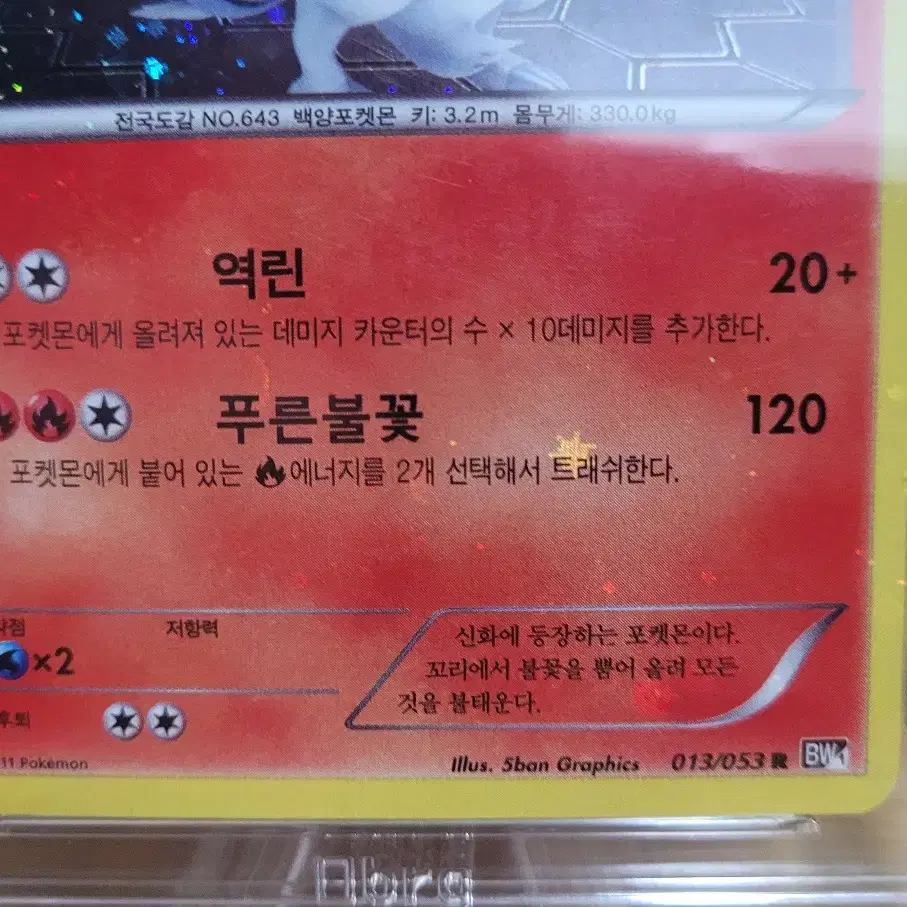 전국도감 NO.643 백양포켓몬 키: 3.2m 몸무게: 330.0kg
역린 20+
포켓몬에게 올려져 있는 데미지 카운터의 수 × 10데미지를 추가한다.
푸른불꽃 120
포켓몬에게 붙어 있는 에너지를 2개 선택해서 트래쉬한다.
저항력
×2
신화에 등장하는 포켓몬이다.
꼬리에서 불꽃을 뿜어 올려 모든
것을 불태운다.
후퇴
11 Pokémon
Illus. 5ban Graphics 013/053 R BW1